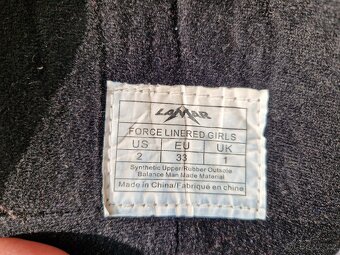 LAMAR
FORCE LINERED GIRLS
US EU UK
2 33 1
Synthetic Upper/Rubber Outsole
Balance Man Made Material
Made in China/Fabriqué en chine